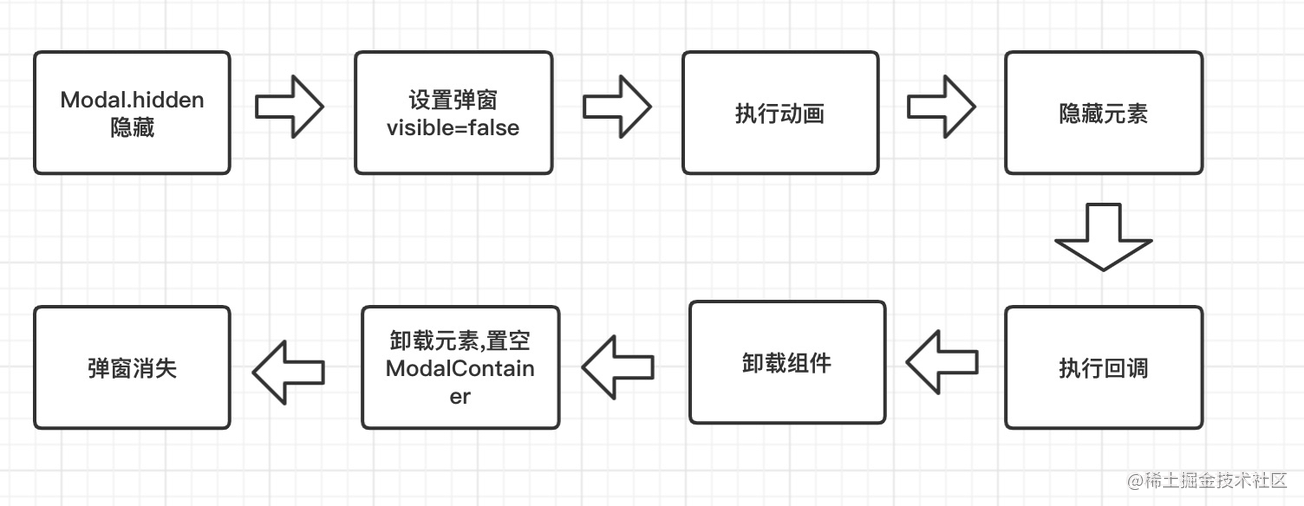 Modal.hidden
隐藏
设置弹窗
visible=false
执行动画
隐藏元素
执行回调
卸载组件
卸载元素,置空
ModalContain
er
弹窗消失
@稀土掘金技术社区